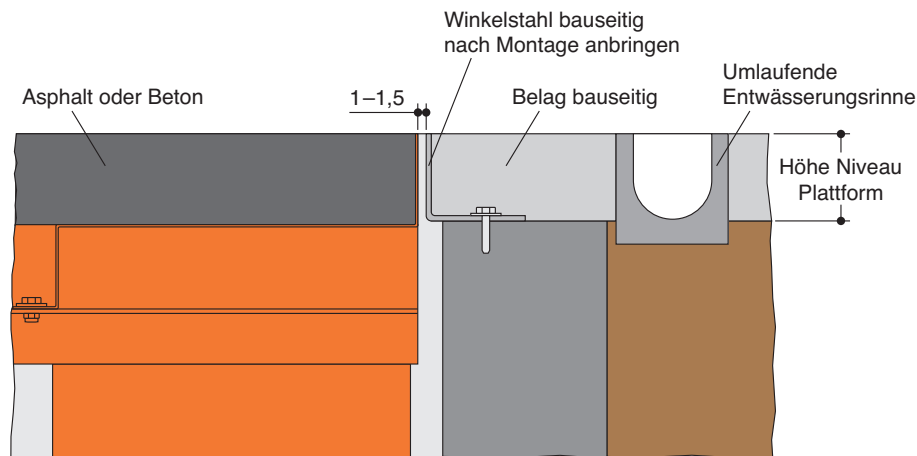 Winkelstahl bauseitig
nach Montage anbringen
Asphalt oder Beton
1–1,5
Belag bauseitig
Umlaufende
Entwässerungsrinne
Höhe Niveau
Plattform